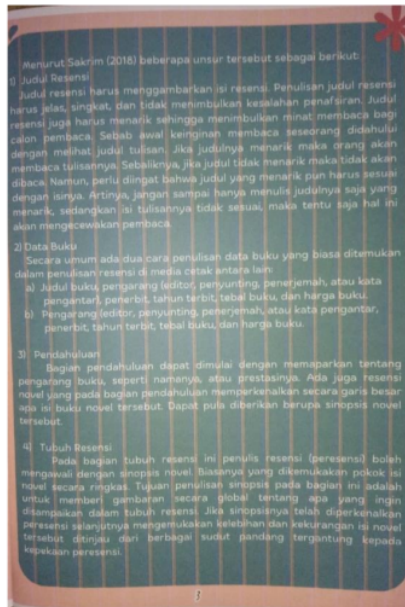 Menurut Sakrim (2018) beberapa unsur tersebut sebagai berikut:
1) Judul Resensi
Judul resensi harus menggambarkan isi resensi. Penulisan judul resensi
harus jelas, singkat, dan tidak menimbulkan kesalahan penafsiran. Judul
resensi juga harus menarik sehingga menimbulkan minat membaca bagi
calon pembaca. Sebab awal keinginan membaca seseorang didahului
dengan melihat judul tulisan. Jika judulnya menarik maka orang akan
membaca tulisannya. Sebaliknya, jika judul tidak menarik maka tidak akan
dibaca. Namun, perlu diingat bahwa judul yang menarik pun harus sesuai
dengan isinya. Artinya, jangan sampai hanya menulis judulnya saja yang
menarik, sedangkan isi tulisannya tidak sesuai, maka tentu saja hal ini
akan mengecewakan pembaca.
2) Data Buku
Secara umum ada dua cara penulisan data buku yang biasa ditemukan
dalam penulisan resensi di media cetak antara lain:
a) Judul buku, pengarang (editor, penyunting, penerjemah, atau kata
pengantar), penerbit, tahun terbit, tebal buku, dan harga buku.
b) Pengarang (editor, penyunting, penerjemah, atau kata pengantar,
penerbit, tahun terbit, tebal buku, dan harga buku.
3) Pendahuluan
Bagian pendahuluan dapat dimulai dengan memaparkan tentang
pengarang buku, seperti namanya, atau prestasinya. Ada juga resensi
novel yang pada bagian pendahuluan memperkenalkan secara garis besar
apa isi buku novel tersebut. Dapat pula diberikan berupa sinopsis novel
tersebut.
4) Tubuh Resensi
Pada bagian tubuh resensi ini penulis resensi (peresensi) boleh
mengawali dengan sinopsis novel. Biasanya yang dikemukakan pokok isi
novel secara ringkas. Tujuan penulisan sinopsis pada bagian ini adalah
untuk memberi gambaran secara global tentang apa yang ingin
disampaikan dalam tubuh resensi. Jika sinopsisnya telah diperkenalkan
peresensi selanjutnya mengemukakan kelebihan dan kekurangan isi novel
tersebut ditinjau dari berbagai sudut pandang tergantung kepada
kepekaan peresensi.
3